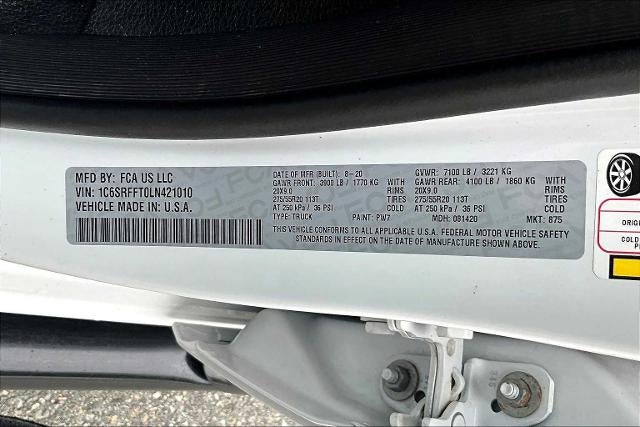 MFD BY: FCA US LLC
VIN: 1C6SRFFT0LN421010
VEHICLE MADE IN: U.S.A.
DATE OF MFR (BUILT): 8-20
GAWR FRONT: 3900 LB / 1770 KG
20X9.0
275/55R20 113T
AT 250 kPa / 36 PSI
TYPE: TRUCK
RIMS
TIRES
COLD
PAINT: PW7
GVWR: 7100 LB / 3221 KG
GAWR REAR: 4100 LB / 1860 KG
20X9.0
275/55R20 113T
AT 250 kPa / 36 PSI
MDH: 081420
RIMS
TIRES
COLD
MKT: 875
THIS VEHICLE CONFORMS TO ALL APPLICABLE U.S.A. FEDERAL MOTOR VEHICLE SAFETY
STANDARDS IN EFFECT ON THE DATE OF MANUFACTURE SHOWN ABOVE.
ORIGI
COLD